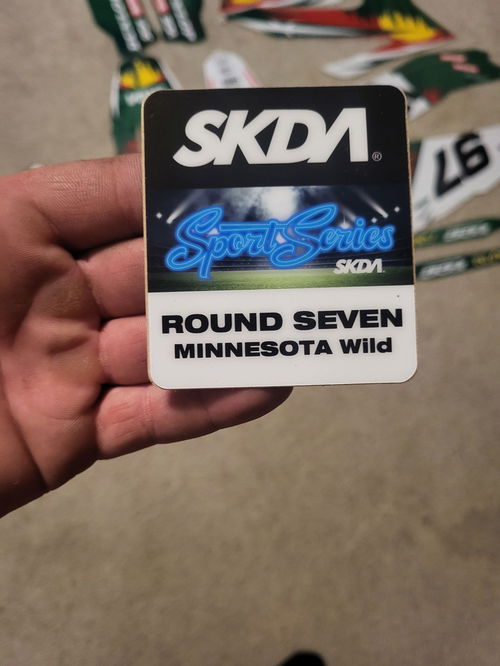 SKDA®
Sport Series
SKDA
ROUND SEVEN
MINNESOTA Wild
97